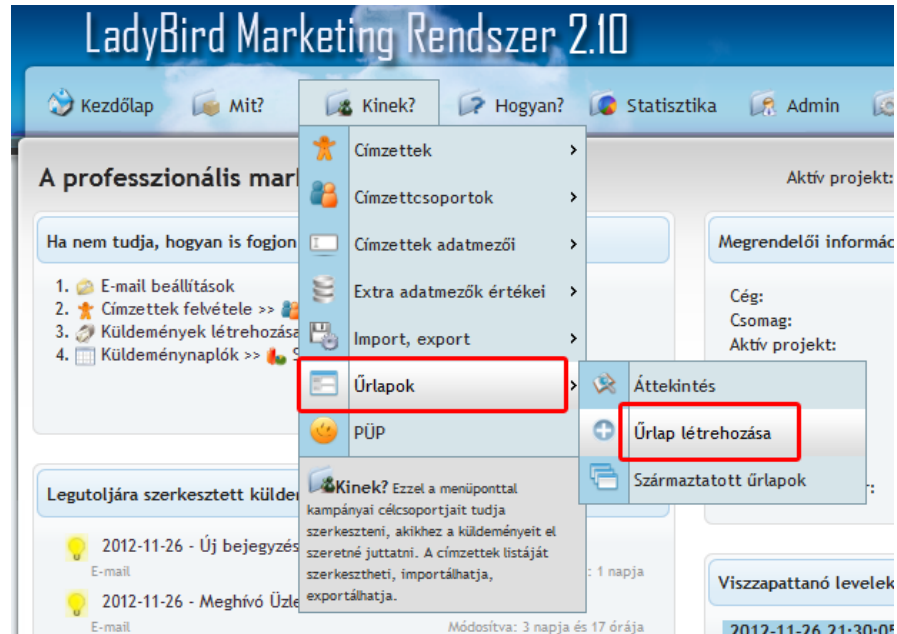 LadyBird Marketing Rendszer 2.10
Kezdőlap Mit? Kinek? Hogyan? Statisztika Admin
A professzionális mar
Aktív projekt:
Címzettek
Címzettcsoportok
Címzettek adatmezői
Extra adatmezők értékei
Import, export
Űrlapok
PÜP
Áttekintés
Űrlap létrehozása
Származtatott űrlapok
Kinek? Ezzel a menüponttal
kampányai célcsoportjait tudja
szerkeszteni, akikhez a küldeményeit el
szeretné juttatni. A címzettek listáját
szerkesztheti, importálhatja,
exportálhatja.
Ha nem tudja, hogyan is fogjon
1. E-mail beállítások
2. Címzettek felvétele >>
3. Küldemények létrehozása
4. Küldeménynaplók >> S
Megrendelői informác
Cég:
Csomag:
Aktív projekt:
r:
Legutoljára szerkesztett külde
2012-11-26 - Új bejegyzés
E-mail
: 1 napja
2012-11-26 - Meghívó Üzle
E-mail
Módosítva: 3 napja és 17 órája
Viszzapattanó levelek
2012-11-26 21:30:05